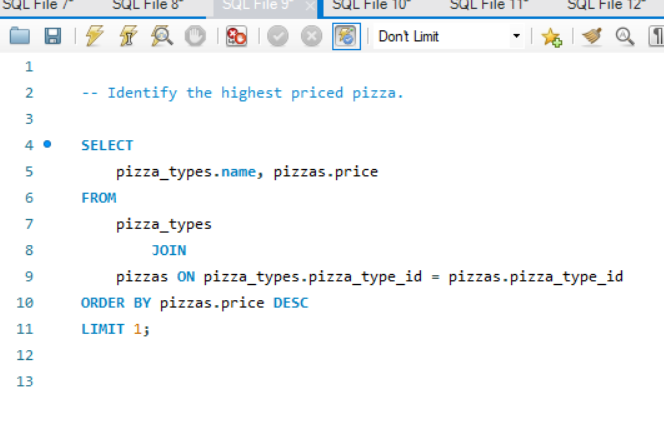 SQL File 7* SQL File 8* SQL File 9* × SQL File 10* SQL File 11* SQL File 12*
Don't Limit
1
2 -- Identify the highest priced pizza.
3
4 SELECT
5 pizza_types.name, pizzas.price
6 FROM
7 pizza_types
8 JOIN
9 pizzas ON pizza_types.pizza_type_id = pizzas.pizza_type_id
10 ORDER BY pizzas.price DESC
11 LIMIT 1;
12
13